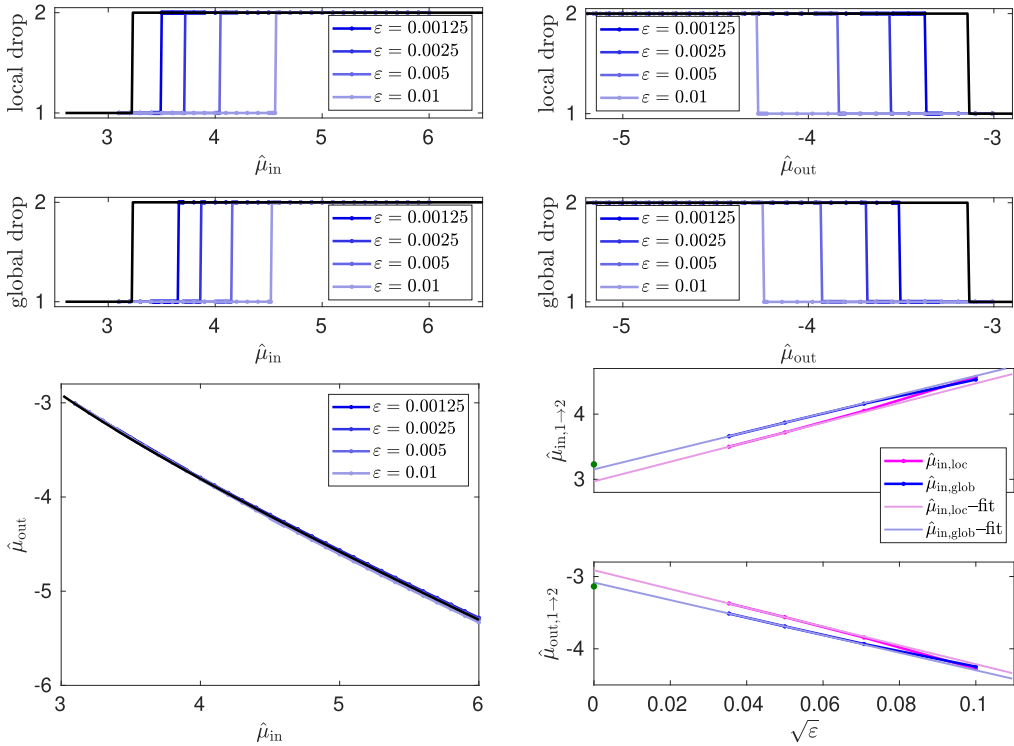 local drop
2
1
3
4
5
6
μ̂in
ε = 0.00125
ε = 0.0025
ε = 0.005
ε = 0.01
local drop
2
1
-5
-4
-3
μ̂out
ε = 0.00125
ε = 0.0025
ε = 0.005
ε = 0.01
global drop
2
1
3
4
5
6
μ̂in
ε = 0.00125
ε = 0.0025
ε = 0.005
ε = 0.01
global drop
2
1
-5
-4
-3
μ̂out
ε = 0.00125
ε = 0.0025
ε = 0.005
ε = 0.01
μ̂out
-3
-4
-5
-6
3
4
5
6
μ̂in
ε = 0.00125
ε = 0.0025
ε = 0.005
ε = 0.01
μ̂in,1→2
4
3
μ̂in,loc
μ̂in,glob
μ̂in,loc–fit
μ̂in,glob–fit
μ̂out,1→2
-3
-4
0
0.02
0.04
0.06
0.08
0.1
√ε